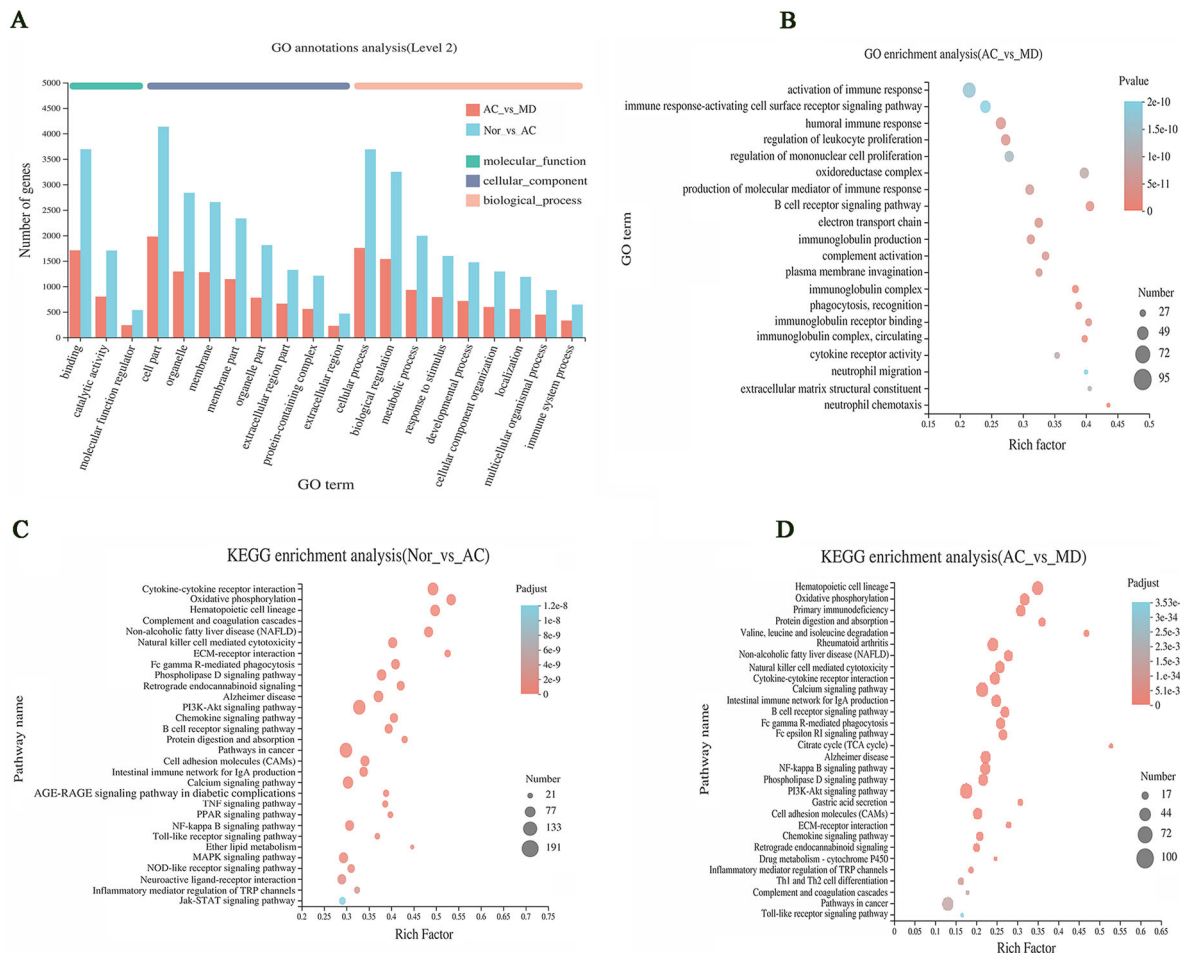 A
GO annotations analysis(Level 2)
5000
4500
4000
3500
3000
2500
2000
1500
1000
500
0
Number of genes
AC_vs_MD
Nor_vs_AC
molecular_function
cellular_component
biological_process
binding
catalytic activity
molecular function regulator
cell part
organelle
membrane
membrane part
organelle part
extracellular region part
protein-containing complex
extracellular region
cellular process
biological regulation
metabolic process
response to stimulus
developmental process
cellular component organization
localization
multicellular organismal process
immune system process
GO term
B
GO enrichment analysis(AC_vs_MD)
GO term
activation of immune response
immune response-activating cell surface receptor signaling pathway
humoral immune response
regulation of leukocyte proliferation
regulation of mononuclear cell proliferation
oxidoreductase complex
production of molecular mediator of immune response
B cell receptor signaling pathway
electron transport chain
immunoglobulin production
complement activation
plasma membrane invagination
immunoglobulin complex
phagocytosis, recognition
immunoglobulin receptor binding
immunoglobulin complex, circulating
cytokine receptor activity
neutrophil migration
extracellular matrix structural constituent
neutrophil chemotaxis
0.15 0.2 0.25 0.3 0.35 0.4 0.45 0.5
Rich factor
Pvalue
2e-10
1.5e-10
1e-10
5e-11
0
Number
27
49
72
95
C
KEGG enrichment analysis(Nor_vs_AC)
Pathway name
Cytokine-cytokine receptor interaction
Oxidative phosphorylation
Hematopoietic cell lineage
Complement and coagulation cascades
Non-alcoholic fatty liver disease (NAFLD)
Natural killer cell mediated cytotoxicity
ECM-receptor interaction
Fc gamma R-mediated phagocytosis
Phospholipase D signaling pathway
Retrograde endocannabinoid signaling
Alzheimer disease
PI3K-Akt signaling pathway
Chemokine signaling pathway
B cell receptor signaling pathway
Protein digestion and absorption
Pathways in cancer
Cell adhesion molecules (CAMs)
Intestinal immune network for IgA production
Calcium signaling pathway
AGE-RAGE signaling pathway in diabetic complications
TNF signaling pathway
PPAR signaling pathway
NF-kappa B signaling pathway
Toll-like receptor signaling pathway
Ether lipid metabolism
MAPK signaling pathway
NOD-like receptor signaling pathway
Neuroactive ligand-receptor interaction
Inflammatory mediator regulation of TRP channels
Jak-STAT signaling pathway
0.2 0.25 0.3 0.35 0.4 0.45 0.5 0.55 0.6 0.65 0.7 0.75
Rich Factor
Padjust
1.2e-8
1e-8
8e-9
6e-9
4e-9
2e-9
0
Number
21
77
133
191
D
KEGG enrichment analysis(AC_vs_MD)
Pathway name
Hematopoietic cell lineage
Oxidative phosphorylation
Primary immunodeficiency
Protein digestion and absorption
Valine, leucine and isoleucine degradation
Rheumatoid arthritis
Non-alcoholic fatty liver disease (NAFLD)
Natural killer cell mediated cytotoxicity
Cytokine-cytokine receptor interaction
Calcium signaling pathway
Intestinal immune network for IgA production
B cell receptor signaling pathway
Fc gamma R-mediated phagocytosis
Fc epsilon RI signaling pathway
Citrate cycle (TCA cycle)
Alzheimer disease
NF-kappa B signaling pathway
Phospholipase D signaling pathway
PI3K-Akt signaling pathway
Gastric acid secretion
Cell adhesion molecules (CAMs)
ECM-receptor interaction
Chemokine signaling pathway
Retrograde endocannabinoid signaling
Drug metabolism - cytochrome P450
Inflammatory mediator regulation of TRP channels
Th1 and Th2 cell differentiation
Complement and coagulation cascades
Pathways in cancer
Toll-like receptor signaling pathway
0 0.05 0.1 0.15 0.2 0.25 0.3 0.35 0.4 0.45 0.5 0.55 0.6 0.65
Rich Factor
Padjust
3.53e-
3e-34
2.5e-3
2e-34
1.5e-3
1.e-34
5.1e-3
0
Number
17
44
72
100